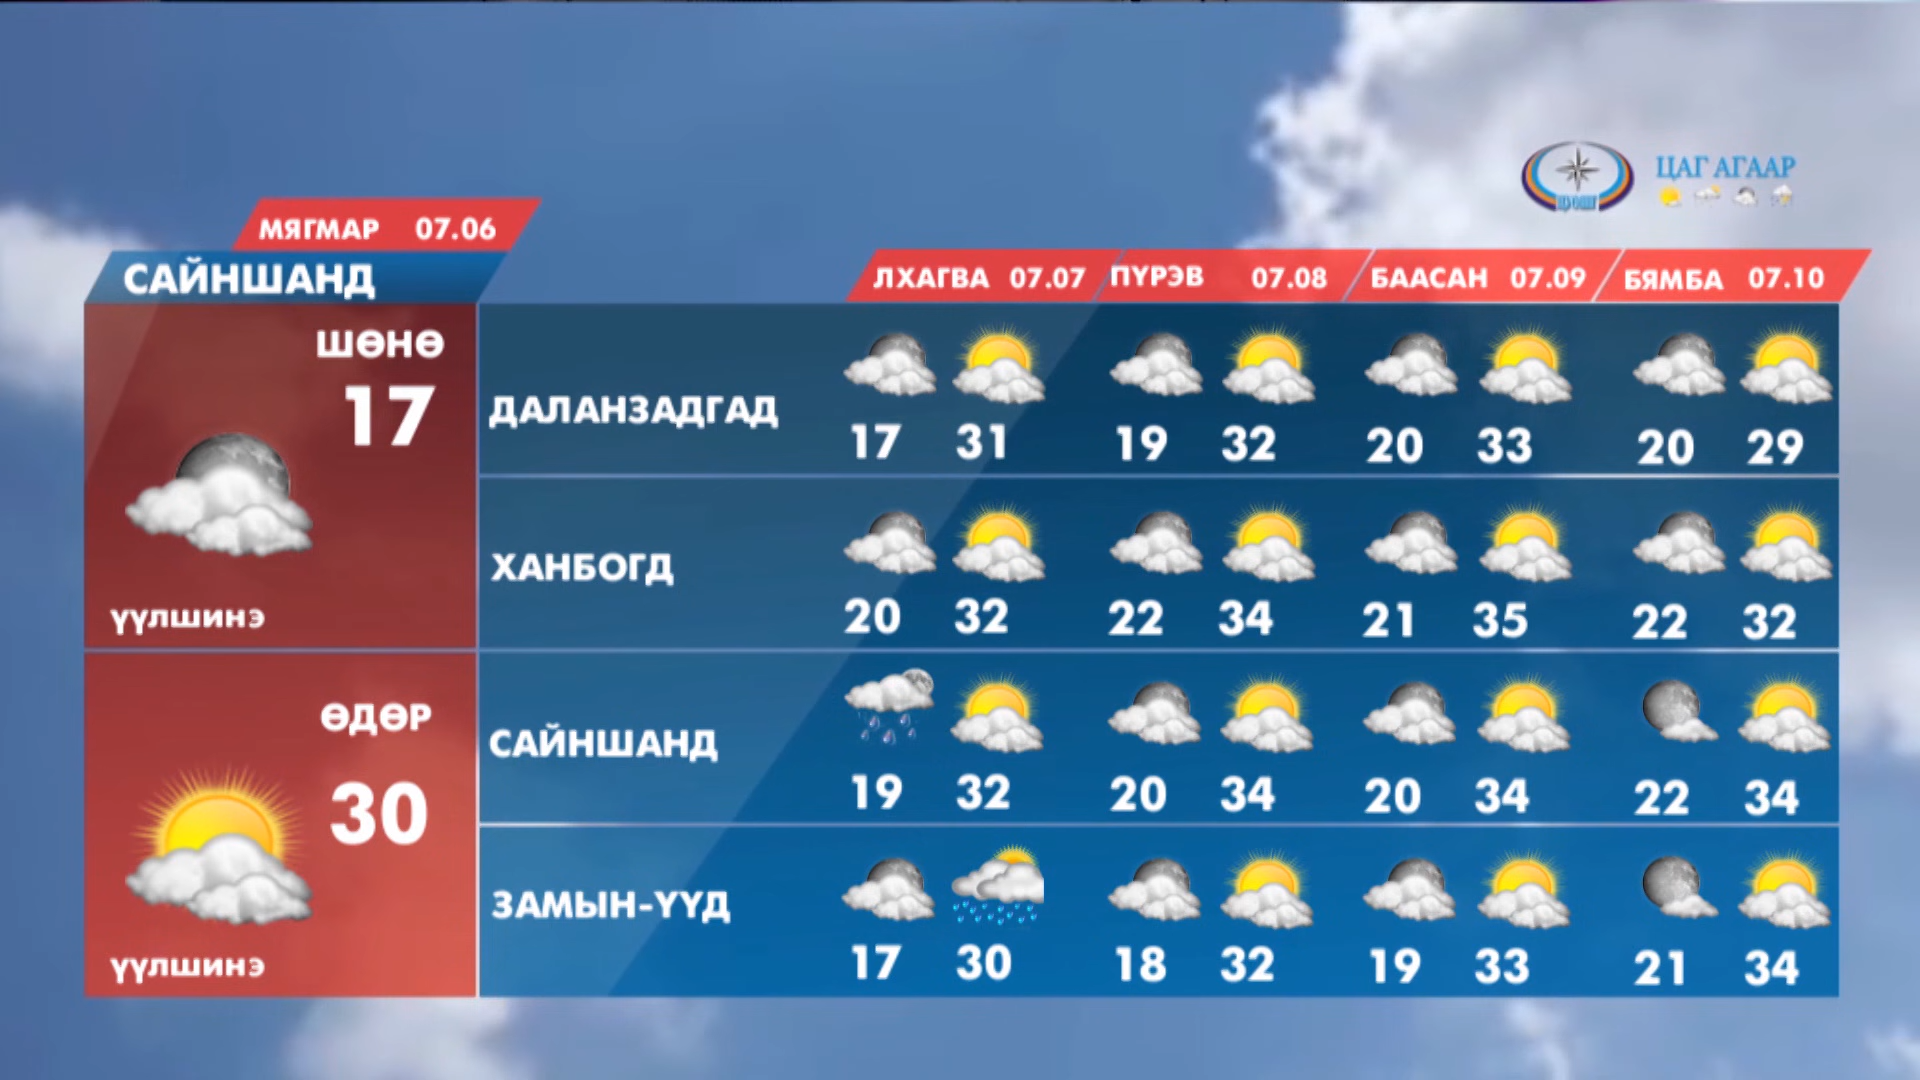 ЦАГ АГААР
МЯГМАР 07.06
САЙНШАНД
ШӨНӨ
17
үүлшинэ
ӨДӨР
30
үүлшинэ
ЛХАГВА 07.07 ПҮРЭВ 07.08 БААСАН 07.09 БЯМБА 07.10
ДАЛАНЗАДГАД
17 31 19 32 20 33 20 29
ХАНБОГД
20 32 22 34 21 35 22 32
САЙНШАНД
19 32 20 34 20 34 22 34
ЗАМЫН-ҮҮД
17 30 18 32 19 33 21 34